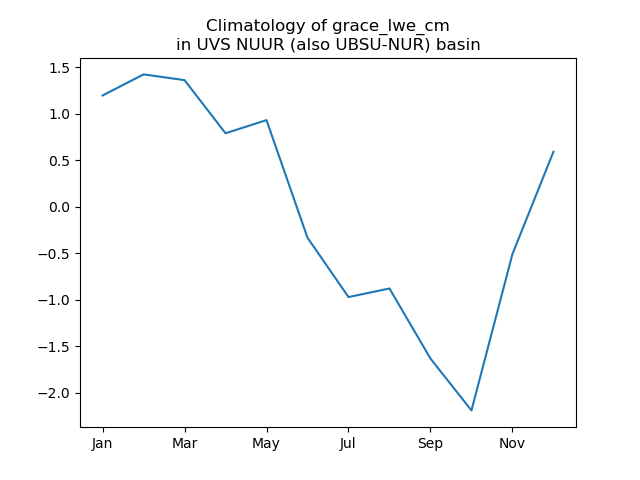 Climatology of grace_lwe_cm
in UVS NUUR (also UBSU-NUR) basin
1.5
1.0
0.5
0.0
−0.5
−1.0
−1.5
−2.0
Jan Mar May Jul Sep Nov